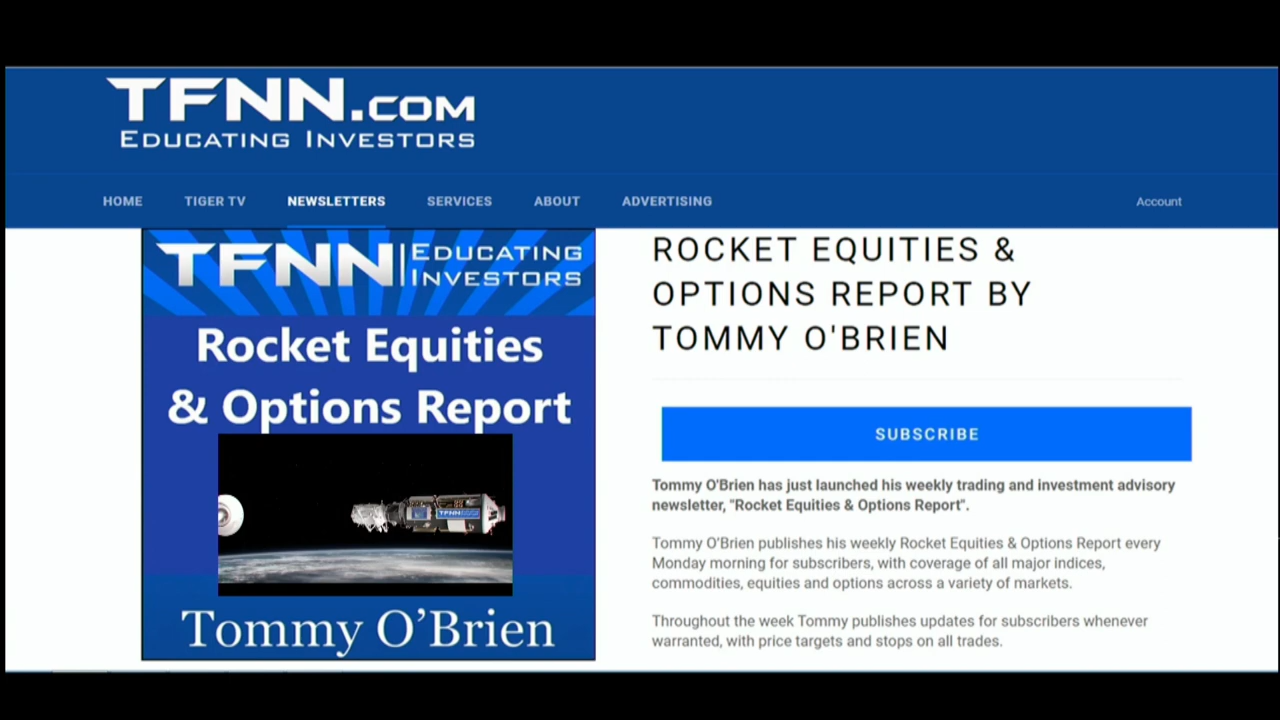 TFNN.COM
EDUCATING INVESTORS
HOME TIGER TV NEWSLETTERS SERVICES ABOUT ADVERTISING Account
TFNN EDUCATING
INVESTORS
Rocket Equities
& Options Report
TFNN
Tommy O'Brien
ROCKET EQUITIES &
OPTIONS REPORT BY
TOMMY O'BRIEN
SUBSCRIBE
Tommy O'Brien has just launched his weekly trading and investment advisory
newsletter, "Rocket Equities & Options Report".
Tommy O'Brien publishes his weekly Rocket Equities & Options Report every
Monday morning for subscribers, with coverage of all major indices,
commodities, equities and options across a variety of markets.
Throughout the week Tommy publishes updates for subscribers whenever
warranted, with price targets and stops on all trades.